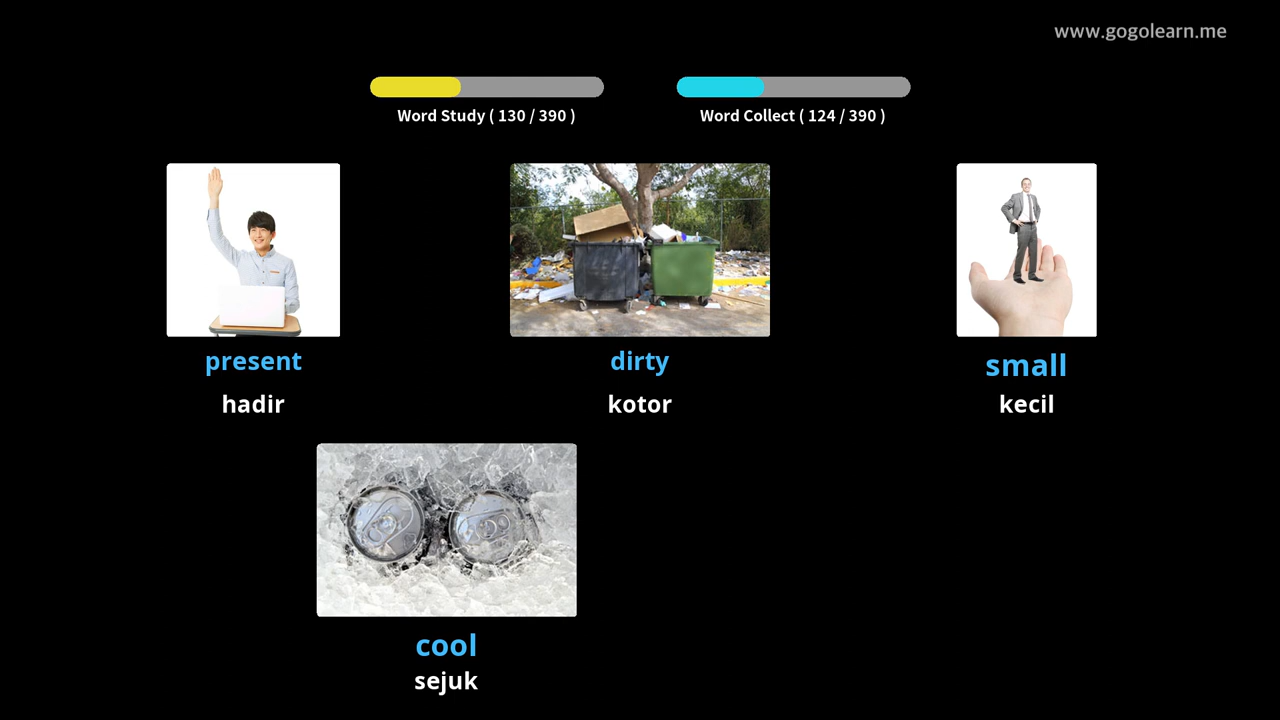 www.gogolearn.me
Word Study ( 130 / 390 )
Word Collect ( 124 / 390 )
present
dirty
small
hadir
kotor
kecil
cool
sejuk